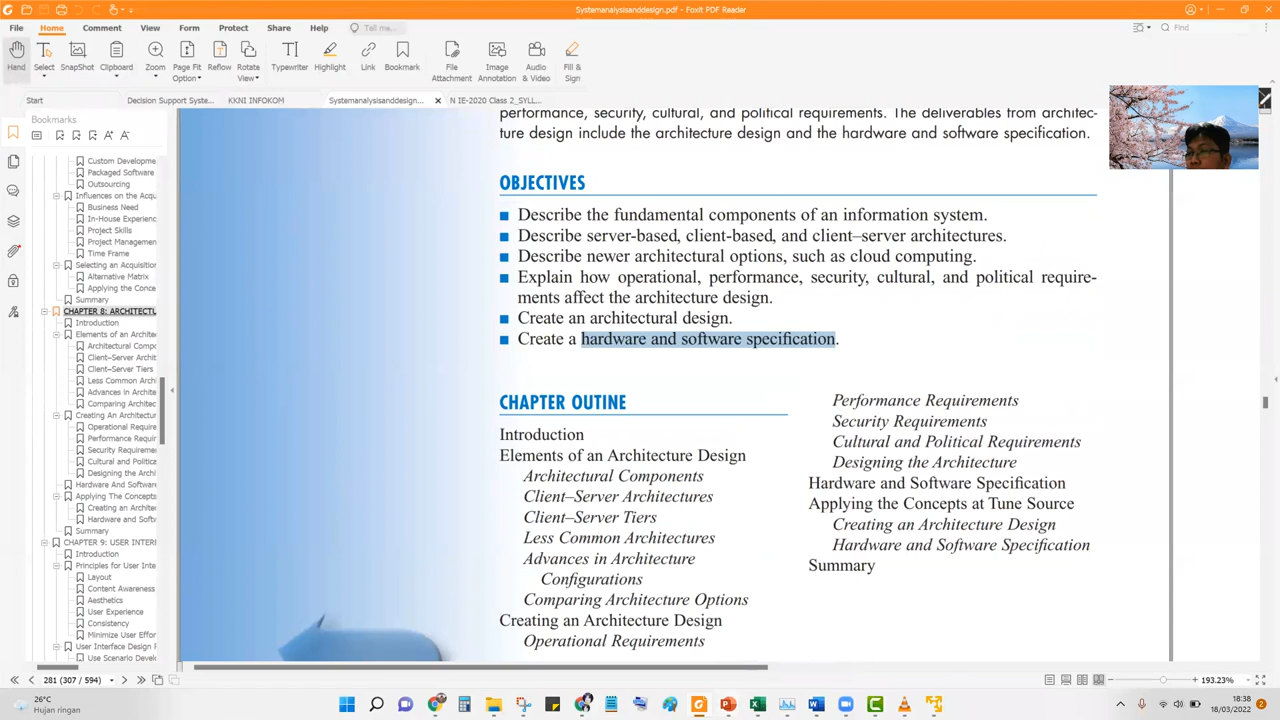 Systemanalysisanddesign.pdf - Foxit PDF Reader
File Home Comment View Form Protect Share Help Tell me... Find
Hand Select SnapShot Clipboard Zoom Page Fit Option Reflow Rotate View Typewriter Highlight Link Bookmark File Attachment Image Annotation Audio & Video Fill & Sign
Start Decision Support Syste... KKNI INFOKOM Systemanalysisanddesign... N IE-2020 Class 2_SYLL...
Bookmarks
Custom Developme
Packaged Software
Outsourcing
Influences on the Acqu
Business Need
In-House Experienc
Project Skills
Project Managemen
Time Frame
Selecting an Acquisition
Alternative Matrix
Applying the Conce
Summary
CHAPTER 8: ARCHITECTU
Introduction
Elements of an Archite
Architectural Compo
Client–Server Archit
Client–Server Tiers
Less Common Archi
Advances in Archite
Comparing Architec
Creating An Architectur
Operational Require
Performance Requir
Security Requireme
Cultural and Politica
Designing the Archi
Hardware And Software
Applying The Concepts
Creating an Archite
Hardware and Softw
Summary
CHAPTER 9: USER INTERF
Introduction
Principles for User Inte
Layout
Content Awareness
Aesthetics
User Experience
Consistency
Minimize User Effor
User Interface Design P
Use Scenario Devel
performance, security, cultural, and political requirements. The deliverables from architec-
ture design include the architecture design and the hardware and software specification.
OBJECTIVES
■ Describe the fundamental components of an information system.
■ Describe server-based, client-based, and client–server architectures.
■ Describe newer architectural options, such as cloud computing.
■ Explain how operational, performance, security, cultural, and political require-
ments affect the architecture design.
■ Create an architectural design.
■ Create a hardware and software specification.
CHAPTER OUTINE
Introduction
Elements of an Architecture Design
Architectural Components
Client–Server Architectures
Client–Server Tiers
Less Common Architectures
Advances in Architecture
Configurations
Comparing Architecture Options
Creating an Architecture Design
Operational Requirements
Performance Requirements
Security Requirements
Cultural and Political Requirements
Designing the Architecture
Hardware and Software Specification
Applying the Concepts at Tune Source
Creating an Architecture Design
Hardware and Software Specification
Summary
281 (307 / 594)
193.23%
26°C
Hujan ringan
18:38
18/03/2022